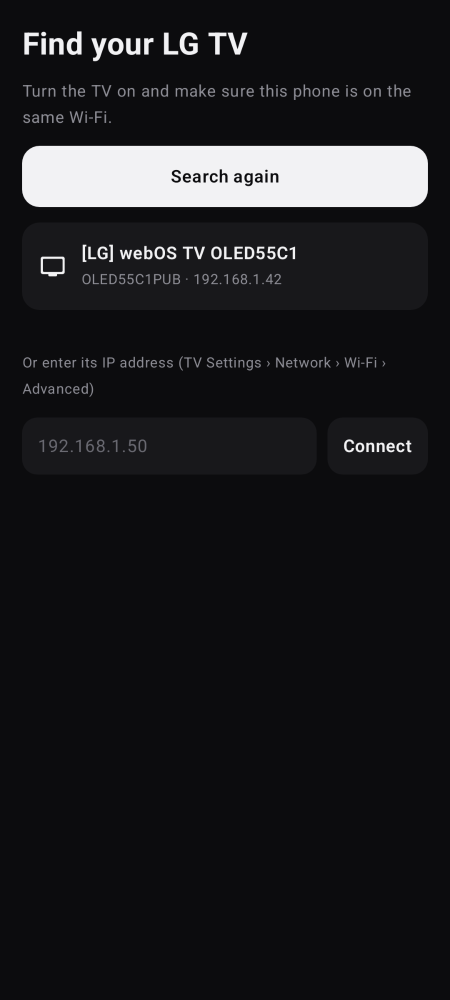 Find your LG TV
Turn the TV on and make sure this phone is on the
same Wi-Fi.
Search again
[LG] webOS TV OLED55C1
OLED55C1PUB · 192.168.1.42
Or enter its IP address (TV Settings › Network › Wi-Fi ›
Advanced)
192.168.1.50
Connect